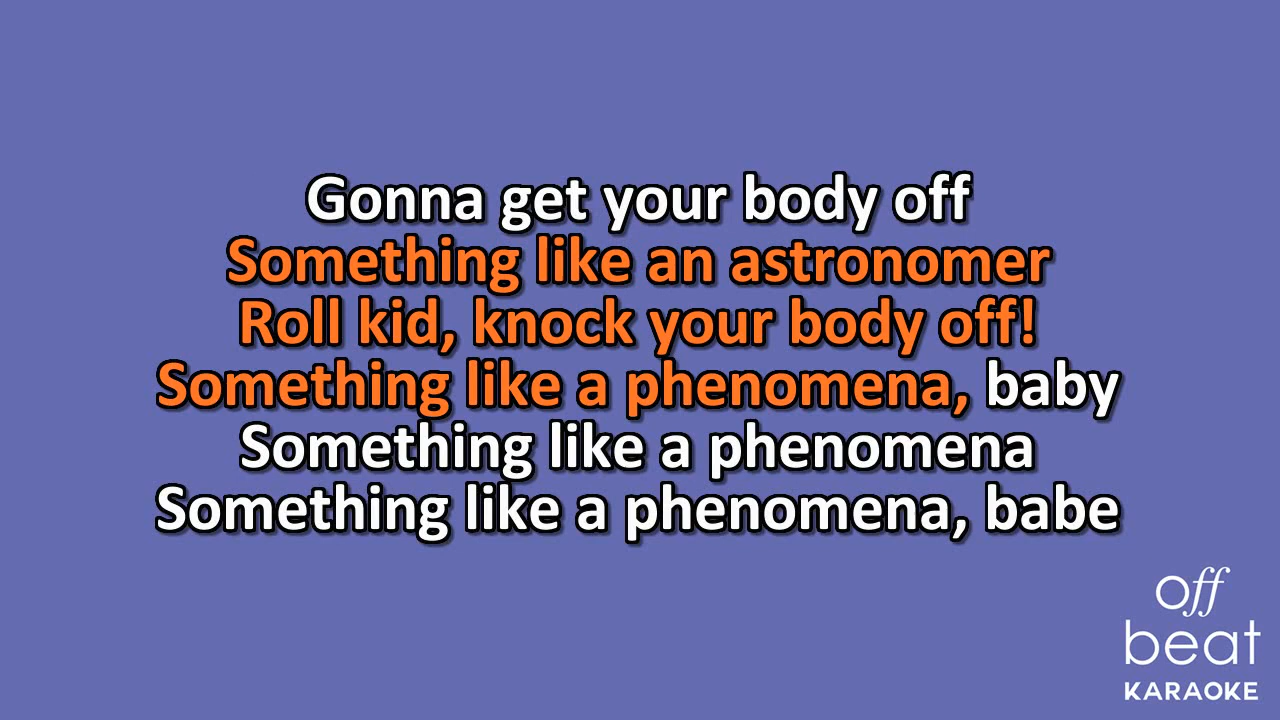 Gonna get your body off
Something like an astronomer
Roll kid, knock your body off!
Something like a phenomena, baby
Something like a phenomena
Something like a phenomena, babe
off
beat
KARAOKE